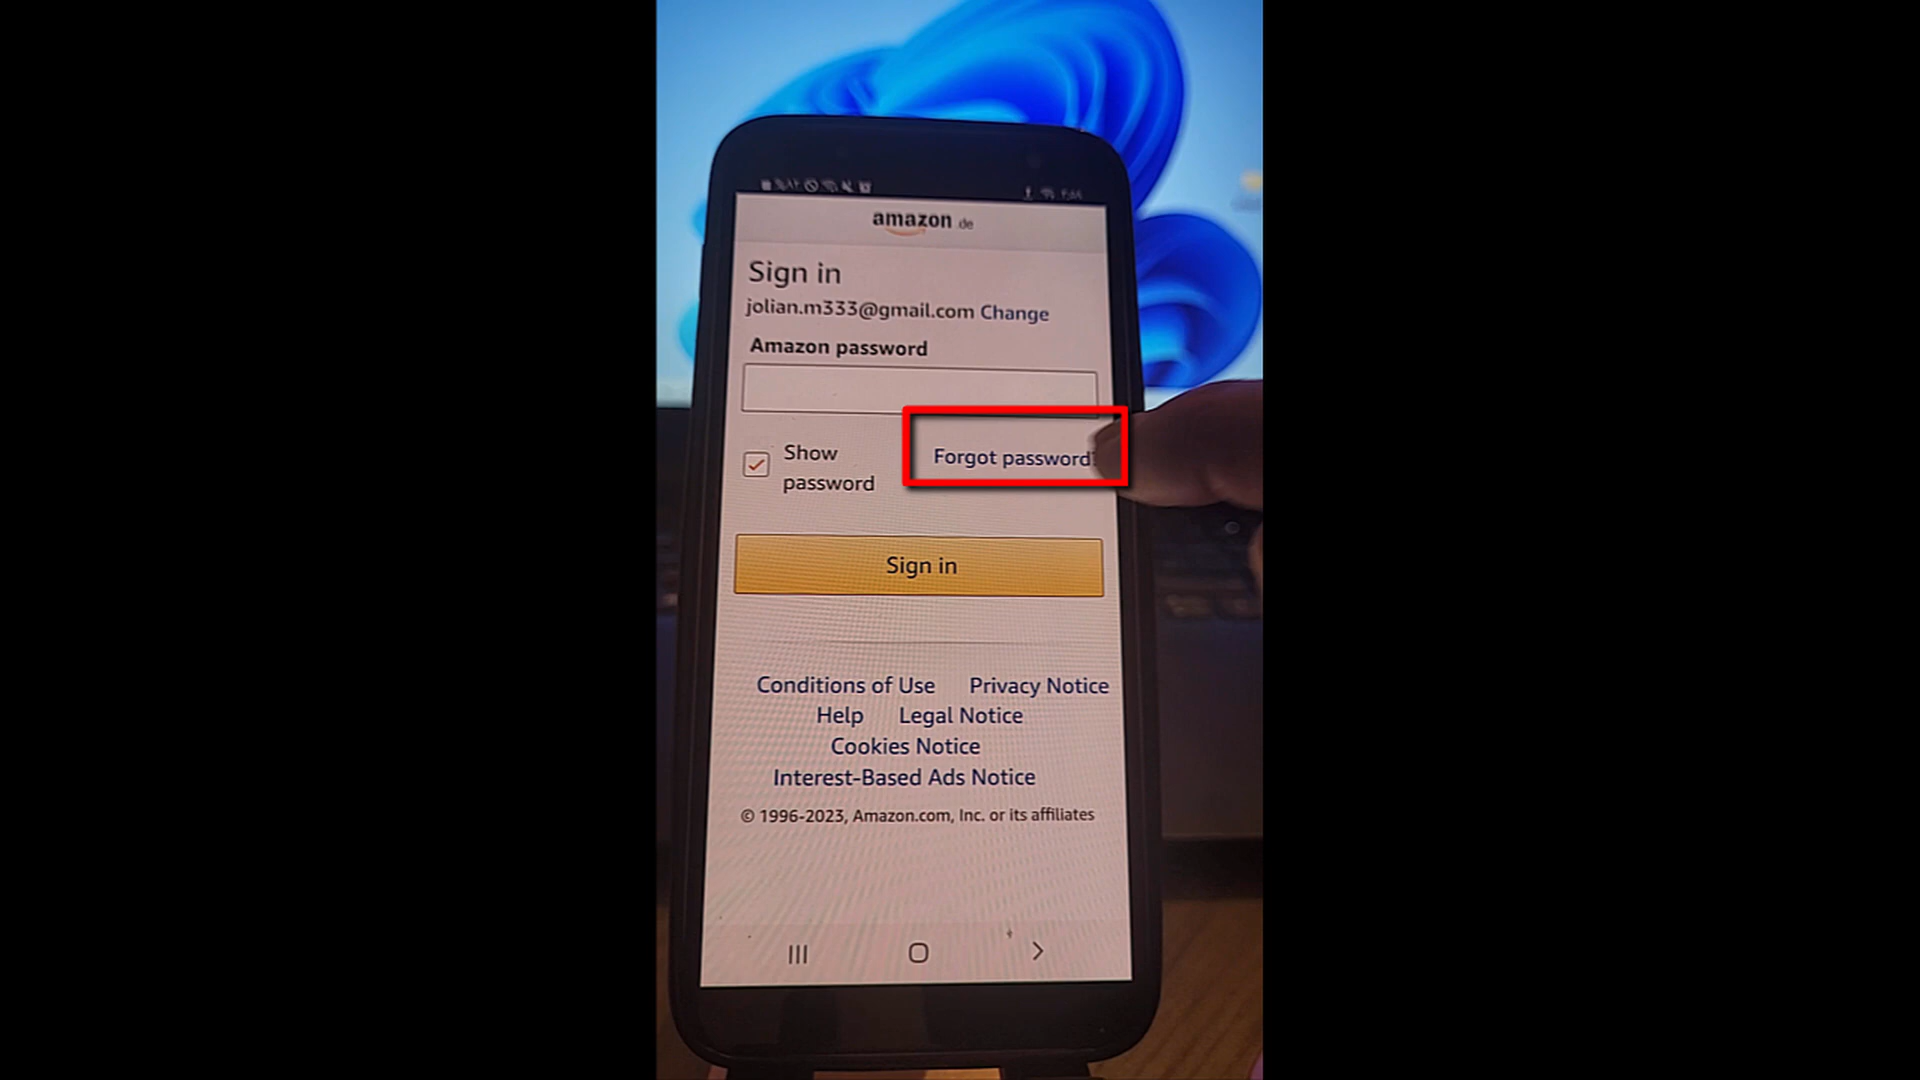 amazon.de
Sign in
jolian.m333@gmail.com Change
Amazon password
Show password
Forgot password?
Sign in
Conditions of Use Privacy Notice
Help Legal Notice
Cookies Notice
Interest-Based Ads Notice
© 1996-2023, Amazon.com, Inc. or its affiliates